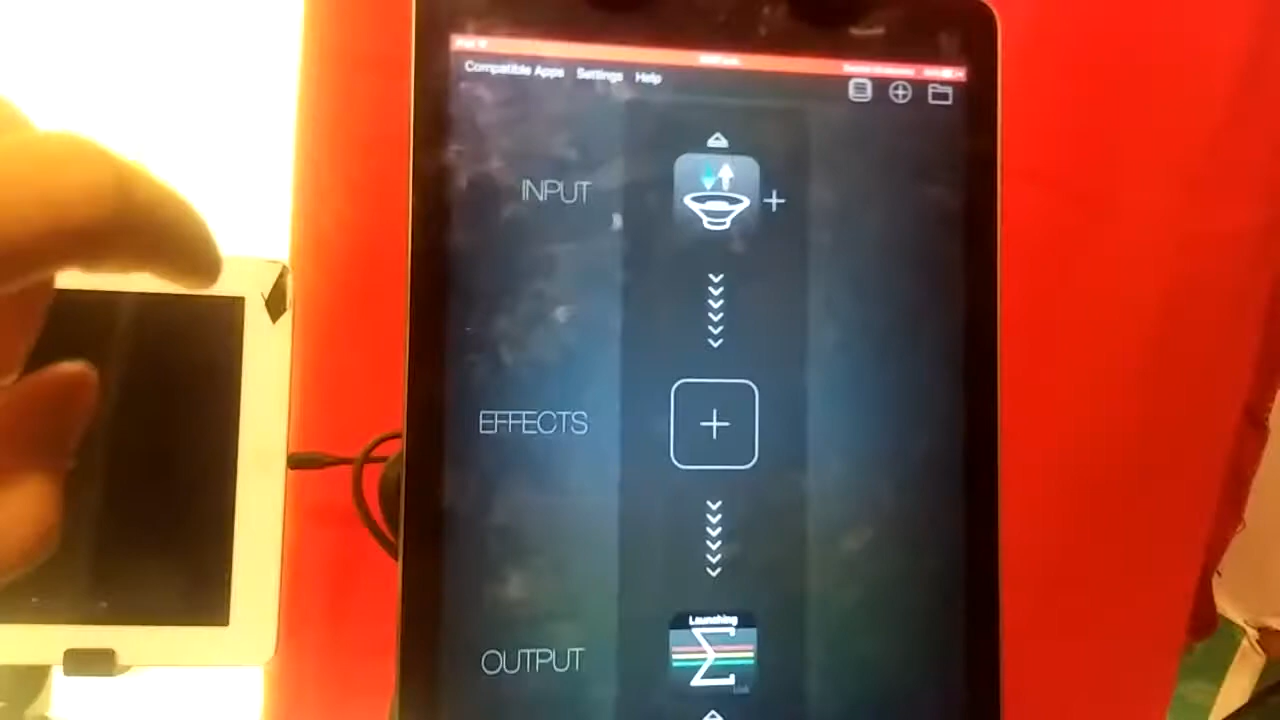 Compatible Apps Settings Help
INPUT
EFFECTS
Launching
OUTPUT